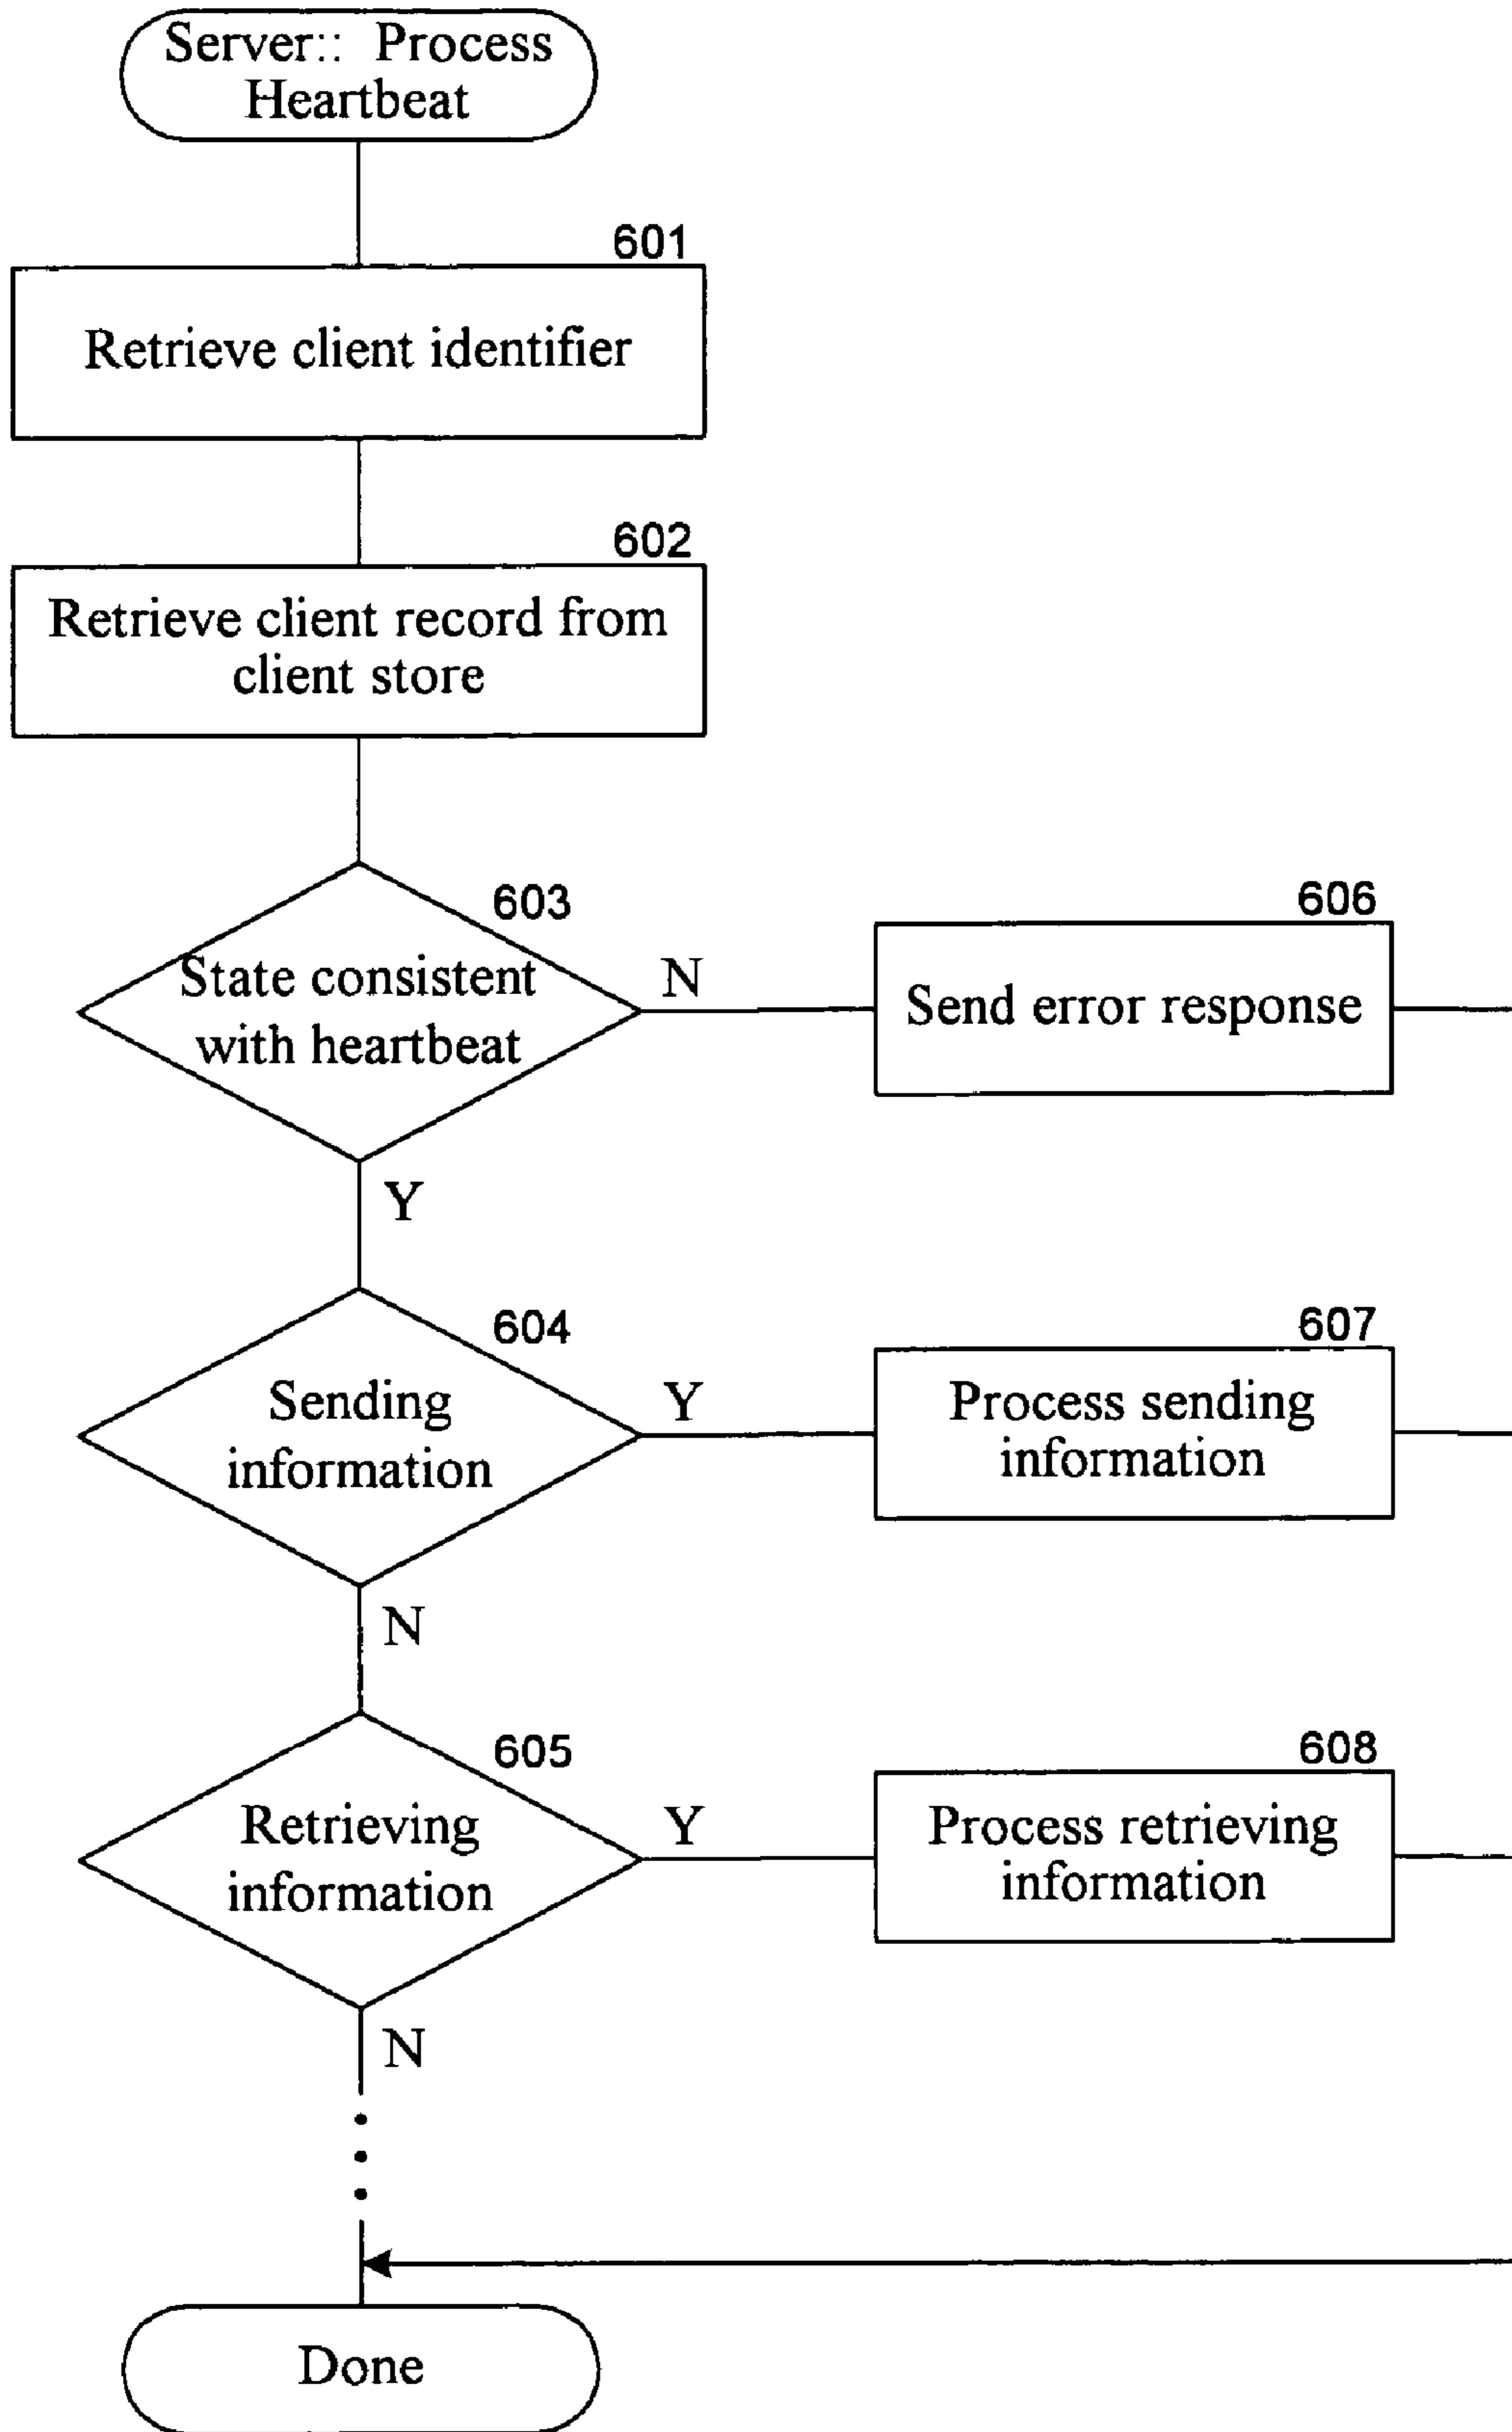 Server:: Process
Heartbeat
601
Retrieve client identifier
602
Retrieve client record from
client store
603
State consistent
with heartbeat
N
606
Send error response
Y
604
Sending
information
Y
607
Process sending
information
N
605
Retrieving
information
Y
608
Process retrieving
information
N
Done